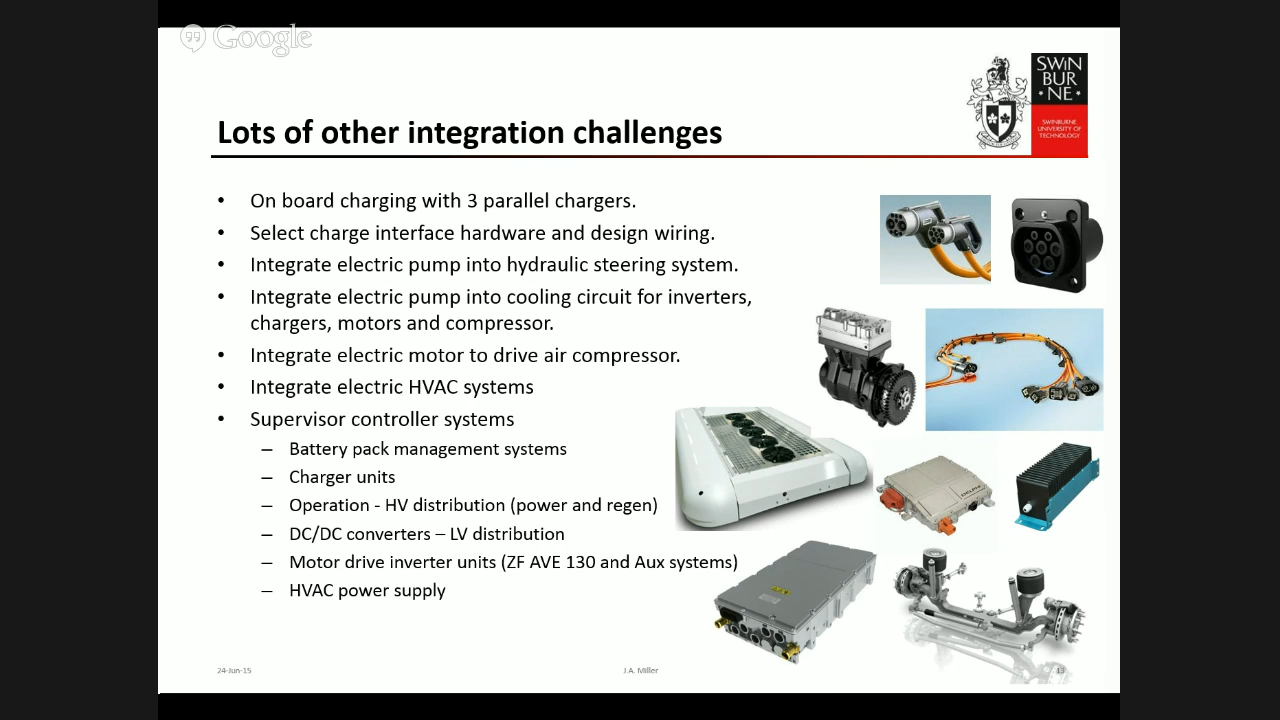 Google
SWiN
BUR
* NE *
SWINBURNE
UNIVERSITY OF
TECHNOLOGY
Lots of other integration challenges
• On board charging with 3 parallel chargers.
• Select charge interface hardware and design wiring.
• Integrate electric pump into hydraulic steering system.
• Integrate electric pump into cooling circuit for inverters,
chargers, motors and compressor.
• Integrate electric motor to drive air compressor.
• Integrate electric HVAC systems
• Supervisor controller systems
– Battery pack management systems
– Charger units
– Operation - HV distribution (power and regen)
– DC/DC converters – LV distribution
– Motor drive inverter units (ZF AVE 130 and Aux systems)
– HVAC power supply
DELPHI
24-Jun-15
J.A. Miller
13